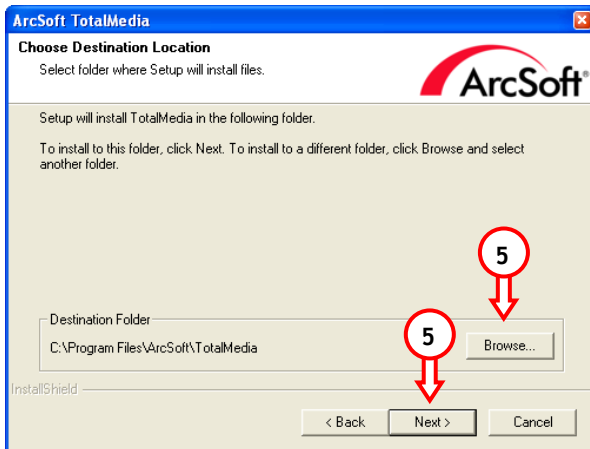 ArcSoft TotalMedia
Choose Destination Location
Select folder where Setup will install files.
ArcSoft®
Setup will install TotalMedia in the following folder.
To install to this folder, click Next. To install to a different folder, click Browse and select
another folder.
5
Destination Folder
C:\Program Files\ArcSoft\TotalMedia
5
Browse...
InstallShield
< Back
Next >
Cancel